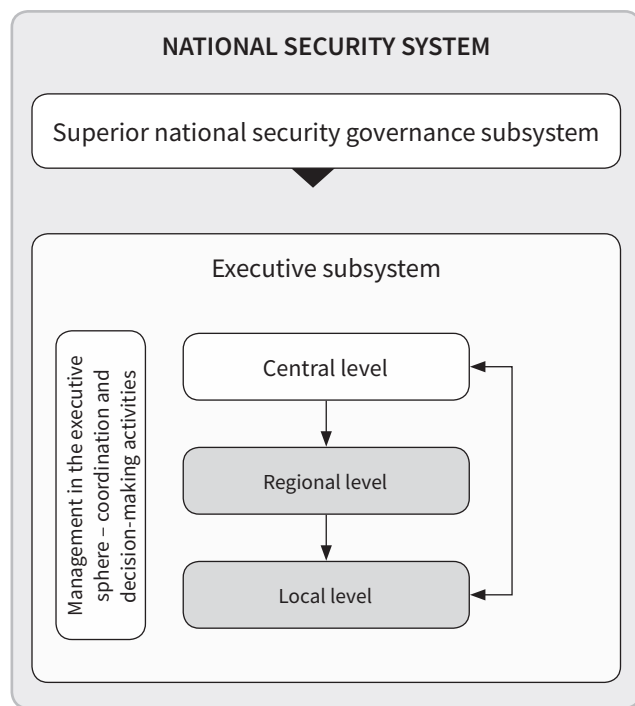 NATIONAL SECURITY SYSTEM
Superior national security governance subsystem
Executive subsystem
Management in the executive
sphere – coordination and
decision-making activities
Central level
Regional level
Local level